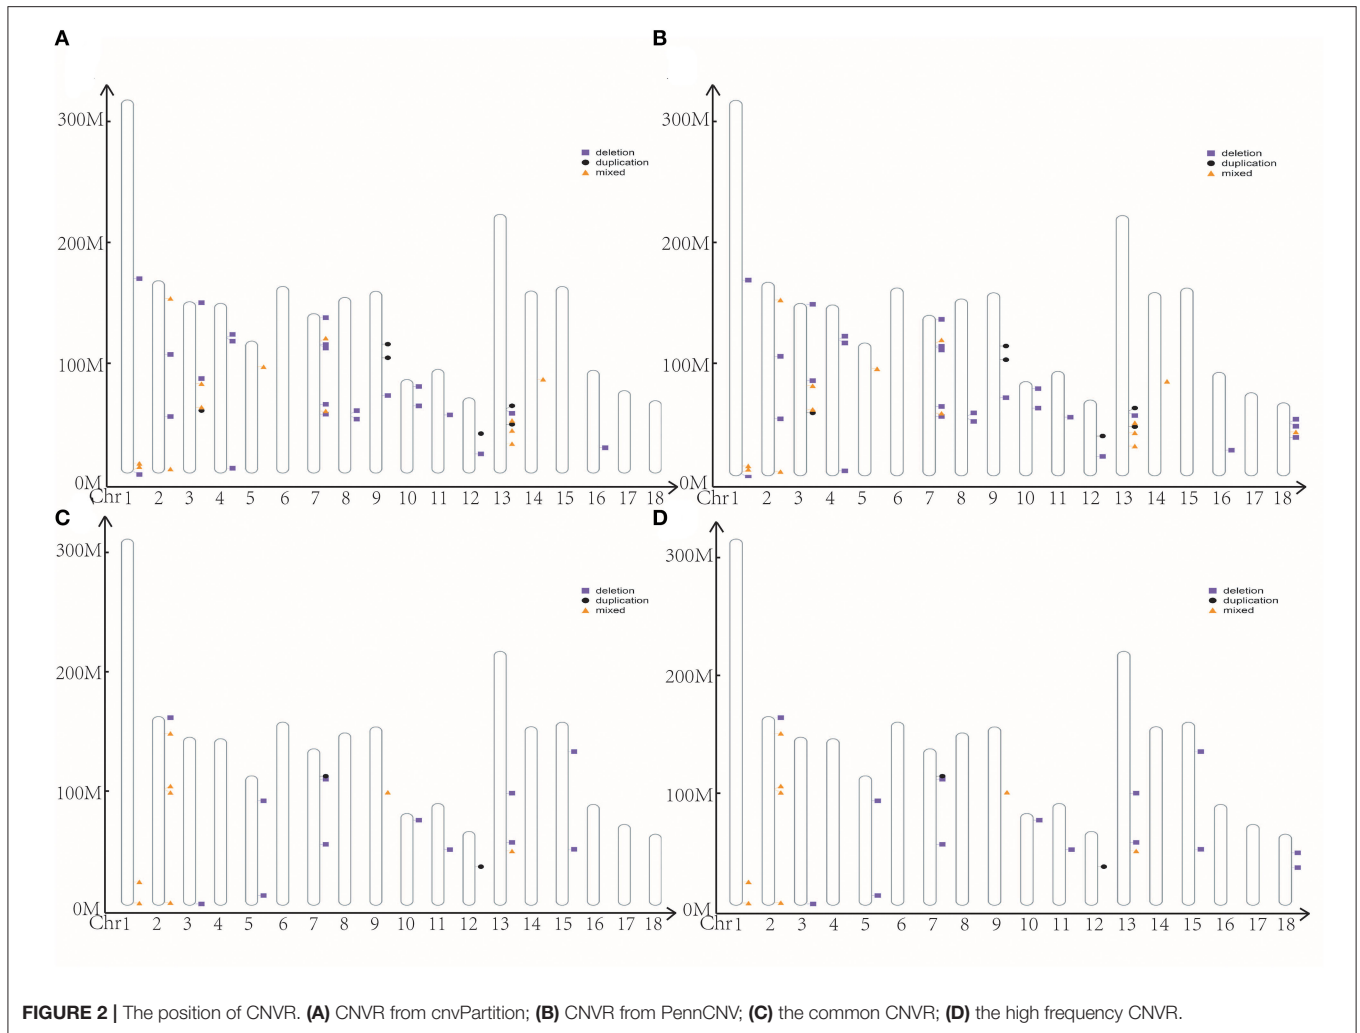 A
300M
200M
100M
0M
deletion
duplication
mixed
Chr1 2 3 4 5 6 7 8 9 10 11 12 13 14 15 16 17 18
B
300M
200M
100M
0M
deletion
duplication
mixed
Chr1 2 3 4 5 6 7 8 9 10 11 12 13 14 15 16 17 18
C
300M
200M
100M
0M
deletion
duplication
mixed
Chr1 2 3 4 5 6 7 8 9 10 11 12 13 14 15 16 17 18
D
300M
200M
100M
0M
deletion
duplication
mixed
Chr1 2 3 4 5 6 7 8 9 10 11 12 13 14 15 16 17 18
FIGURE 2 | The position of CNVR. (A) CNVR from cnvPartition; (B) CNVR from PennCNV; (C) the common CNVR; (D) the high frequency CNVR.